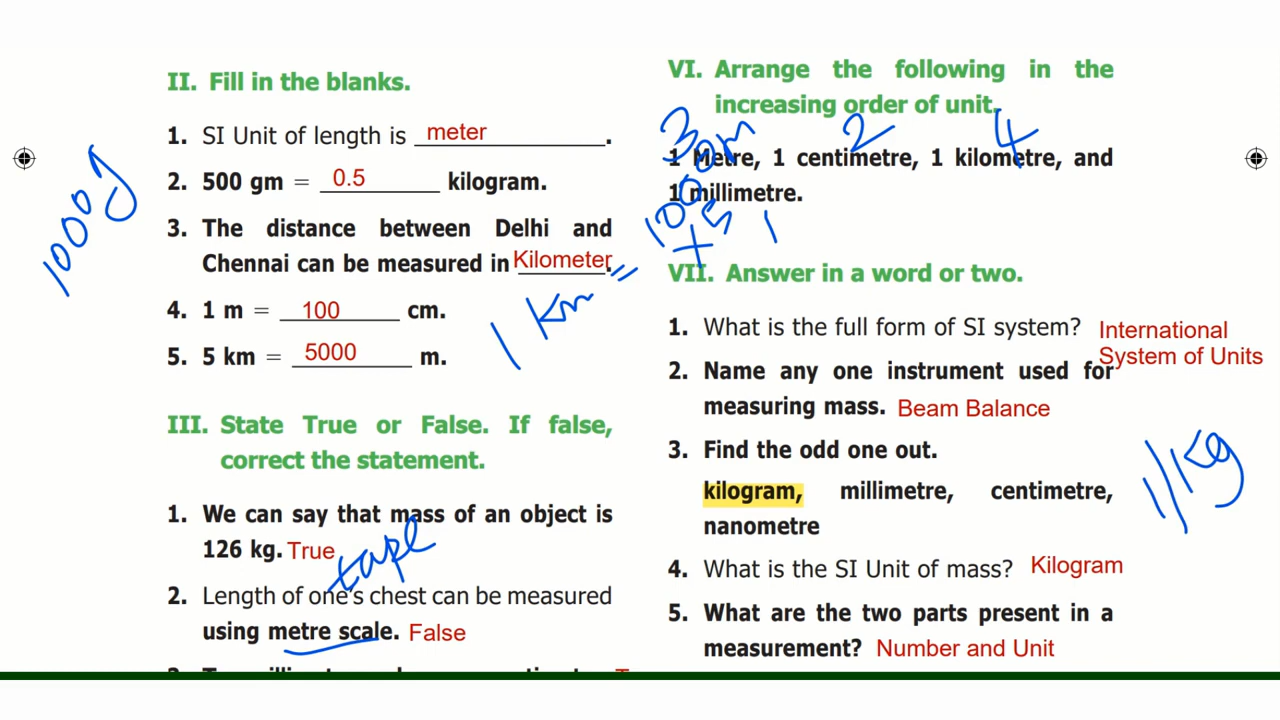 II. Fill in the blanks.
1. SI Unit of length is meter.
2. 500 gm = 0.5 kilogram.
3. The distance between Delhi and
Chennai can be measured in Kilometer.
4. 1 m = 100 cm.
5. 5 km = 5000 m.
1000g
1 km =
1000m
x 5
III. State True or False. If false,
correct the statement.
1. We can say that mass of an object is
126 kg. True
tape
2. Length of one's chest can be measured
using metre scale. False
VI. Arrange the following in the
increasing order of unit.
3 2 4
1 Metre, 1 centimetre, 1 kilometre, and
1 millimetre.
1
VII. Answer in a word or two.
1. What is the full form of SI system? International
System of Units
2. Name any one instrument used for
measuring mass. Beam Balance
3. Find the odd one out.
kilogram, millimetre, centimetre,
nanometre
4. What is the SI Unit of mass? Kilogram
5. What are the two parts present in a
measurement? Number and Unit